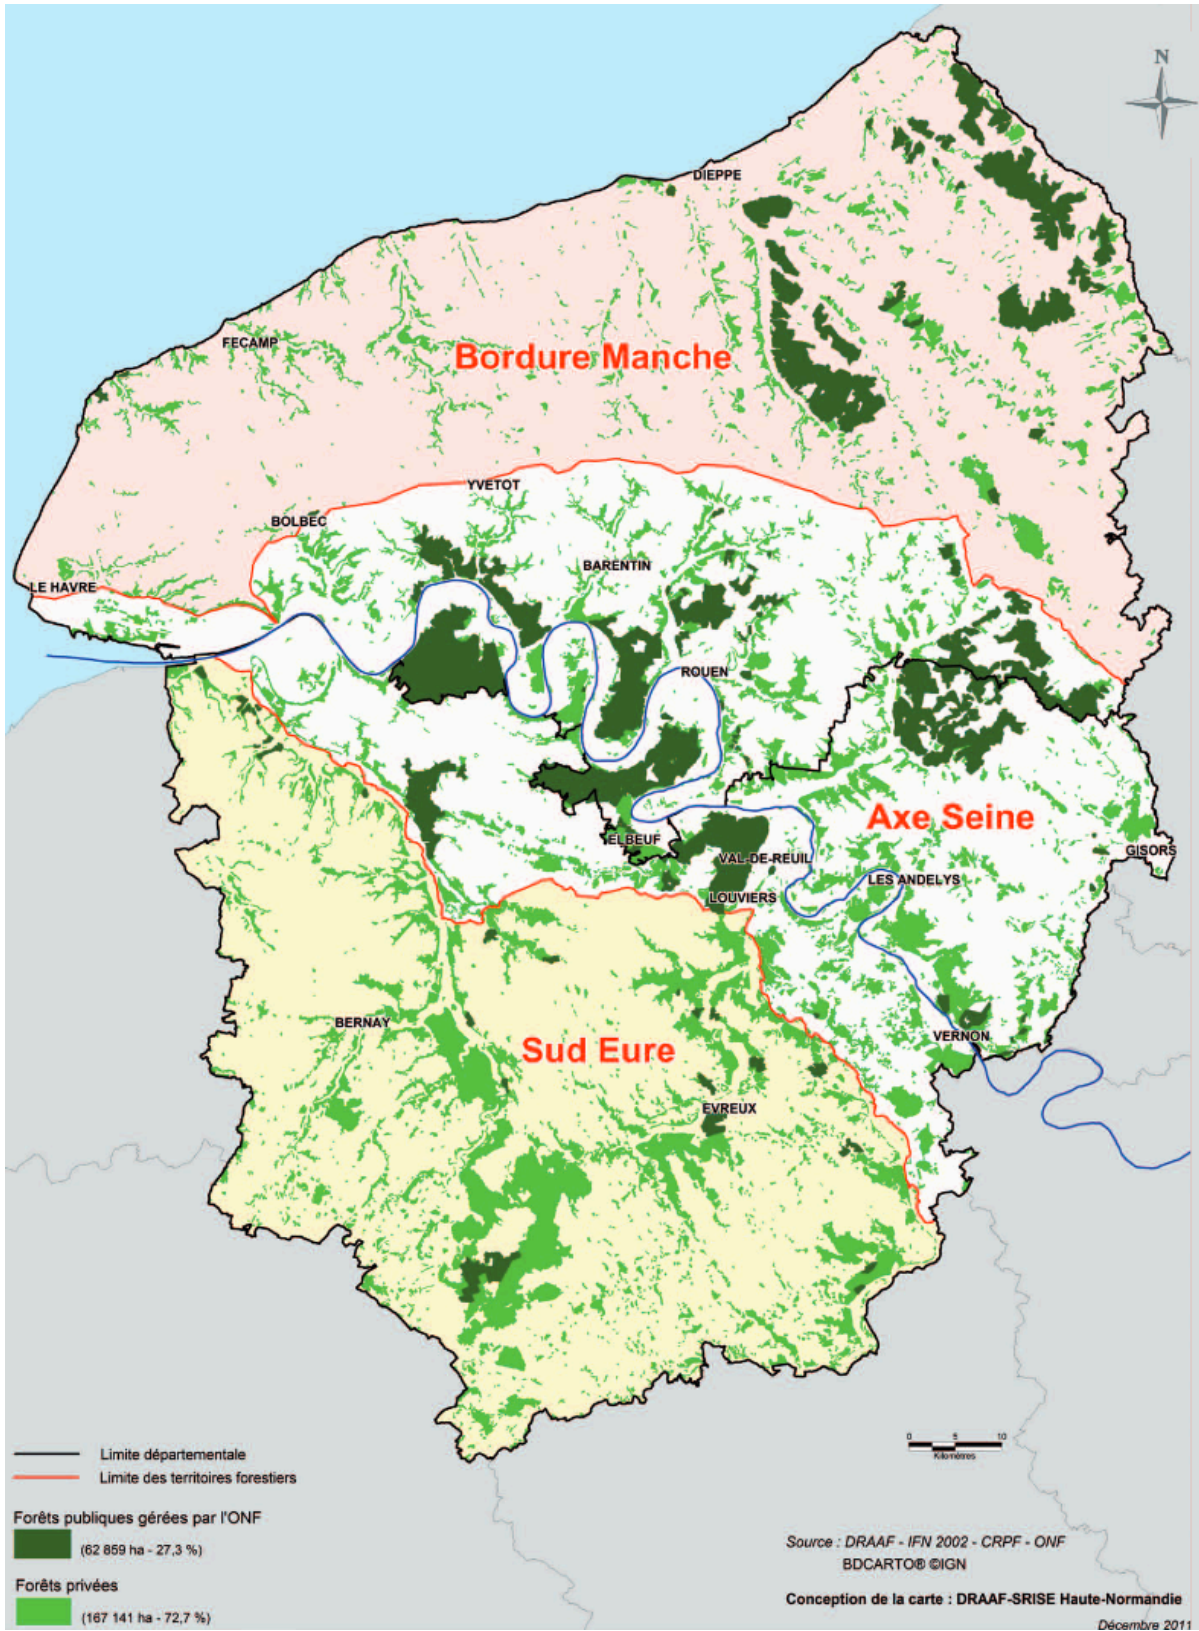 N
DIEPPE
FECAMP
Bordure Manche
YVETOT
BOLBEC
BARENTIN
LE HAVRE
ROUEN
Axe Seine
ELBEUF
VAL-DE-REUIL
GISORS
LES ANDELYS
LOUVIERS
BERNAY
VERNON
Sud Eure
EVREUX
0 5 10
Kilomètres
Limite départementale
Limite des territoires forestiers
Forêts publiques gérées par l'ONF
(62 859 ha - 27,3 %)
Forêts privées
(167 141 ha - 72,7 %)
Source : DRAAF - IFN 2002 - CRPF - ONF
BDCARTO® ©IGN
Conception de la carte : DRAAF-SRISE Haute-Normandie
Décembre 2011